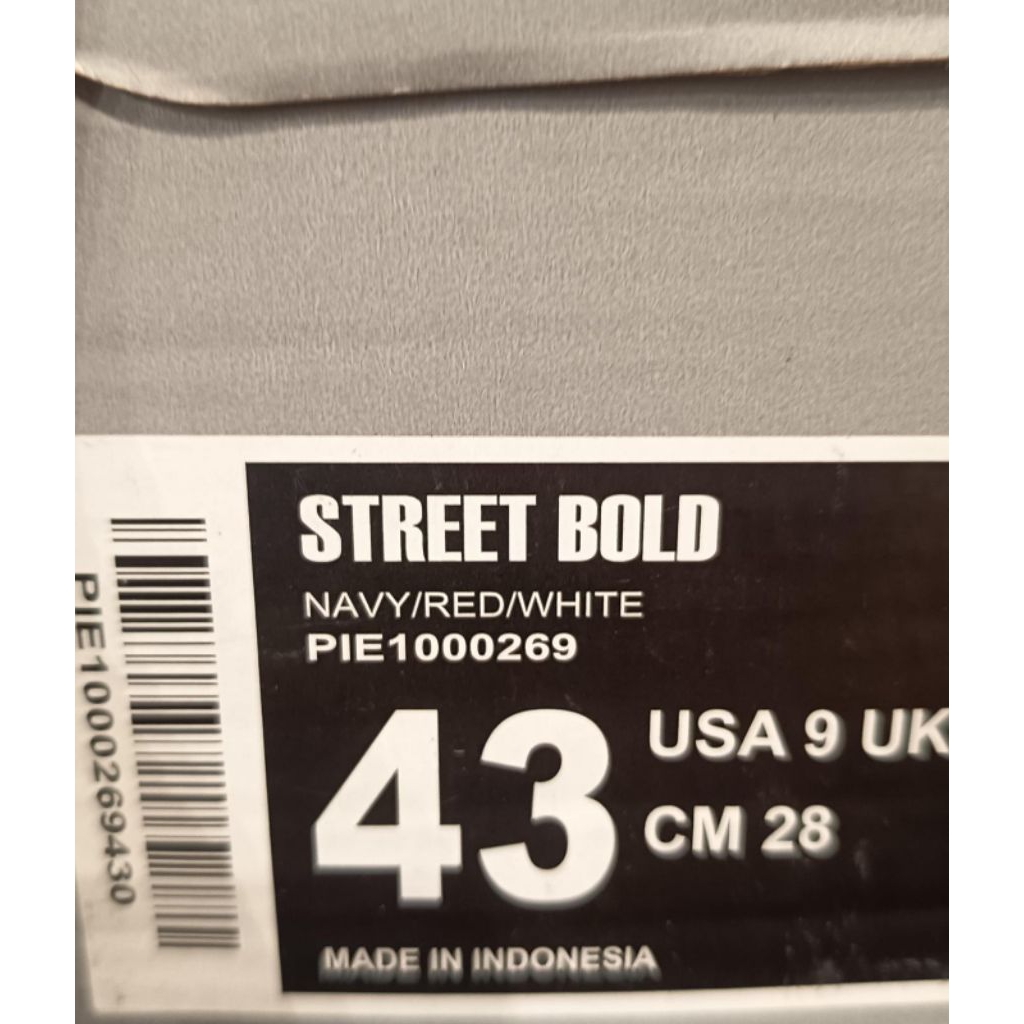 STREET BOLD
NAVY/RED/WHITE
PIE1000269
43
USA 9 UK
CM 28
MADE IN INDONESIA
PIE1000269430